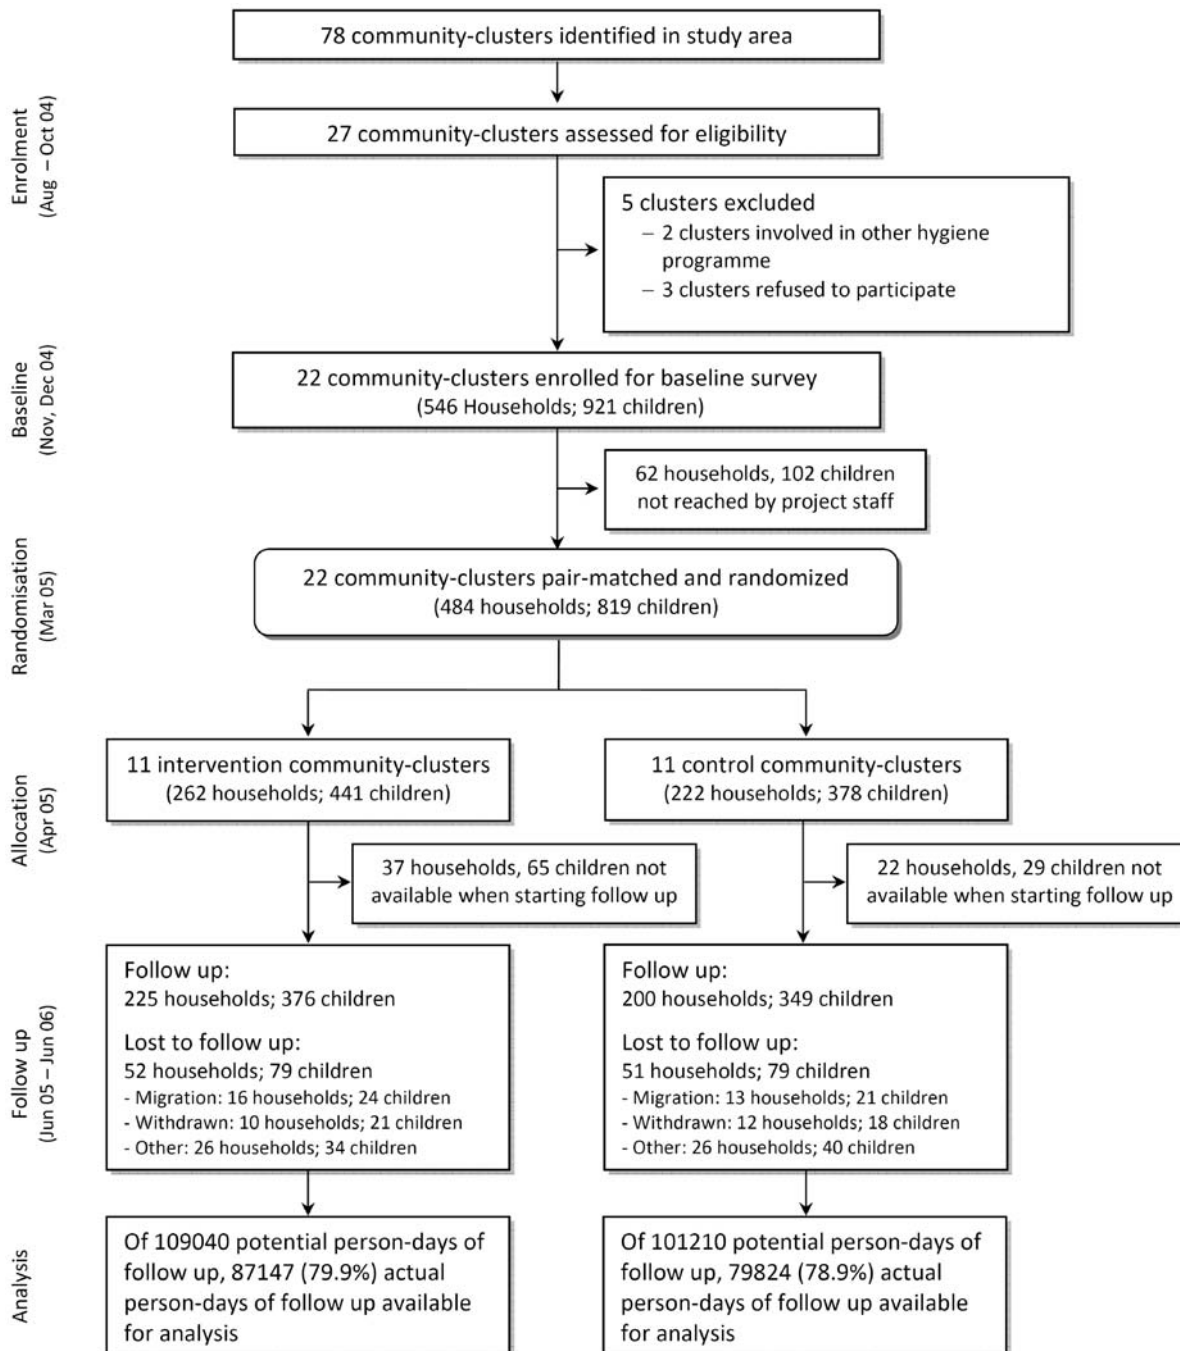 78 community-clusters identified in study area
Enrolment
(Aug – Oct 04)
27 community-clusters assessed for eligibility
5 clusters excluded
– 2 clusters involved in other hygiene
programme
– 3 clusters refused to participate
Baseline
(Nov, Dec 04)
22 community-clusters enrolled for baseline survey
(546 Households; 921 children)
62 households, 102 children
not reached by project staff
Randomisation
(Mar 05)
22 community-clusters pair-matched and randomized
(484 households; 819 children)
Allocation
(Apr 05)
11 intervention community-clusters
(262 households; 441 children)
11 control community-clusters
(222 households; 378 children)
37 households, 65 children not
available when starting follow up
22 households, 29 children not
available when starting follow up
Follow up
(Jun 05 – Jun 06)
Follow up:
225 households; 376 children
Lost to follow up:
52 households; 79 children
- Migration: 16 households; 24 children
- Withdrawn: 10 households; 21 children
- Other: 26 households; 34 children
Follow up:
200 households; 349 children
Lost to follow up:
51 households; 79 children
- Migration: 13 households; 21 children
- Withdrawn: 12 households; 18 children
- Other: 26 households; 40 children
Analysis
Of 109040 potential person-days of
follow up, 87147 (79.9%) actual
person-days of follow up available
for analysis
Of 101210 potential person-days of
follow up, 79824 (78.9%) actual
person-days of follow up available
for analysis